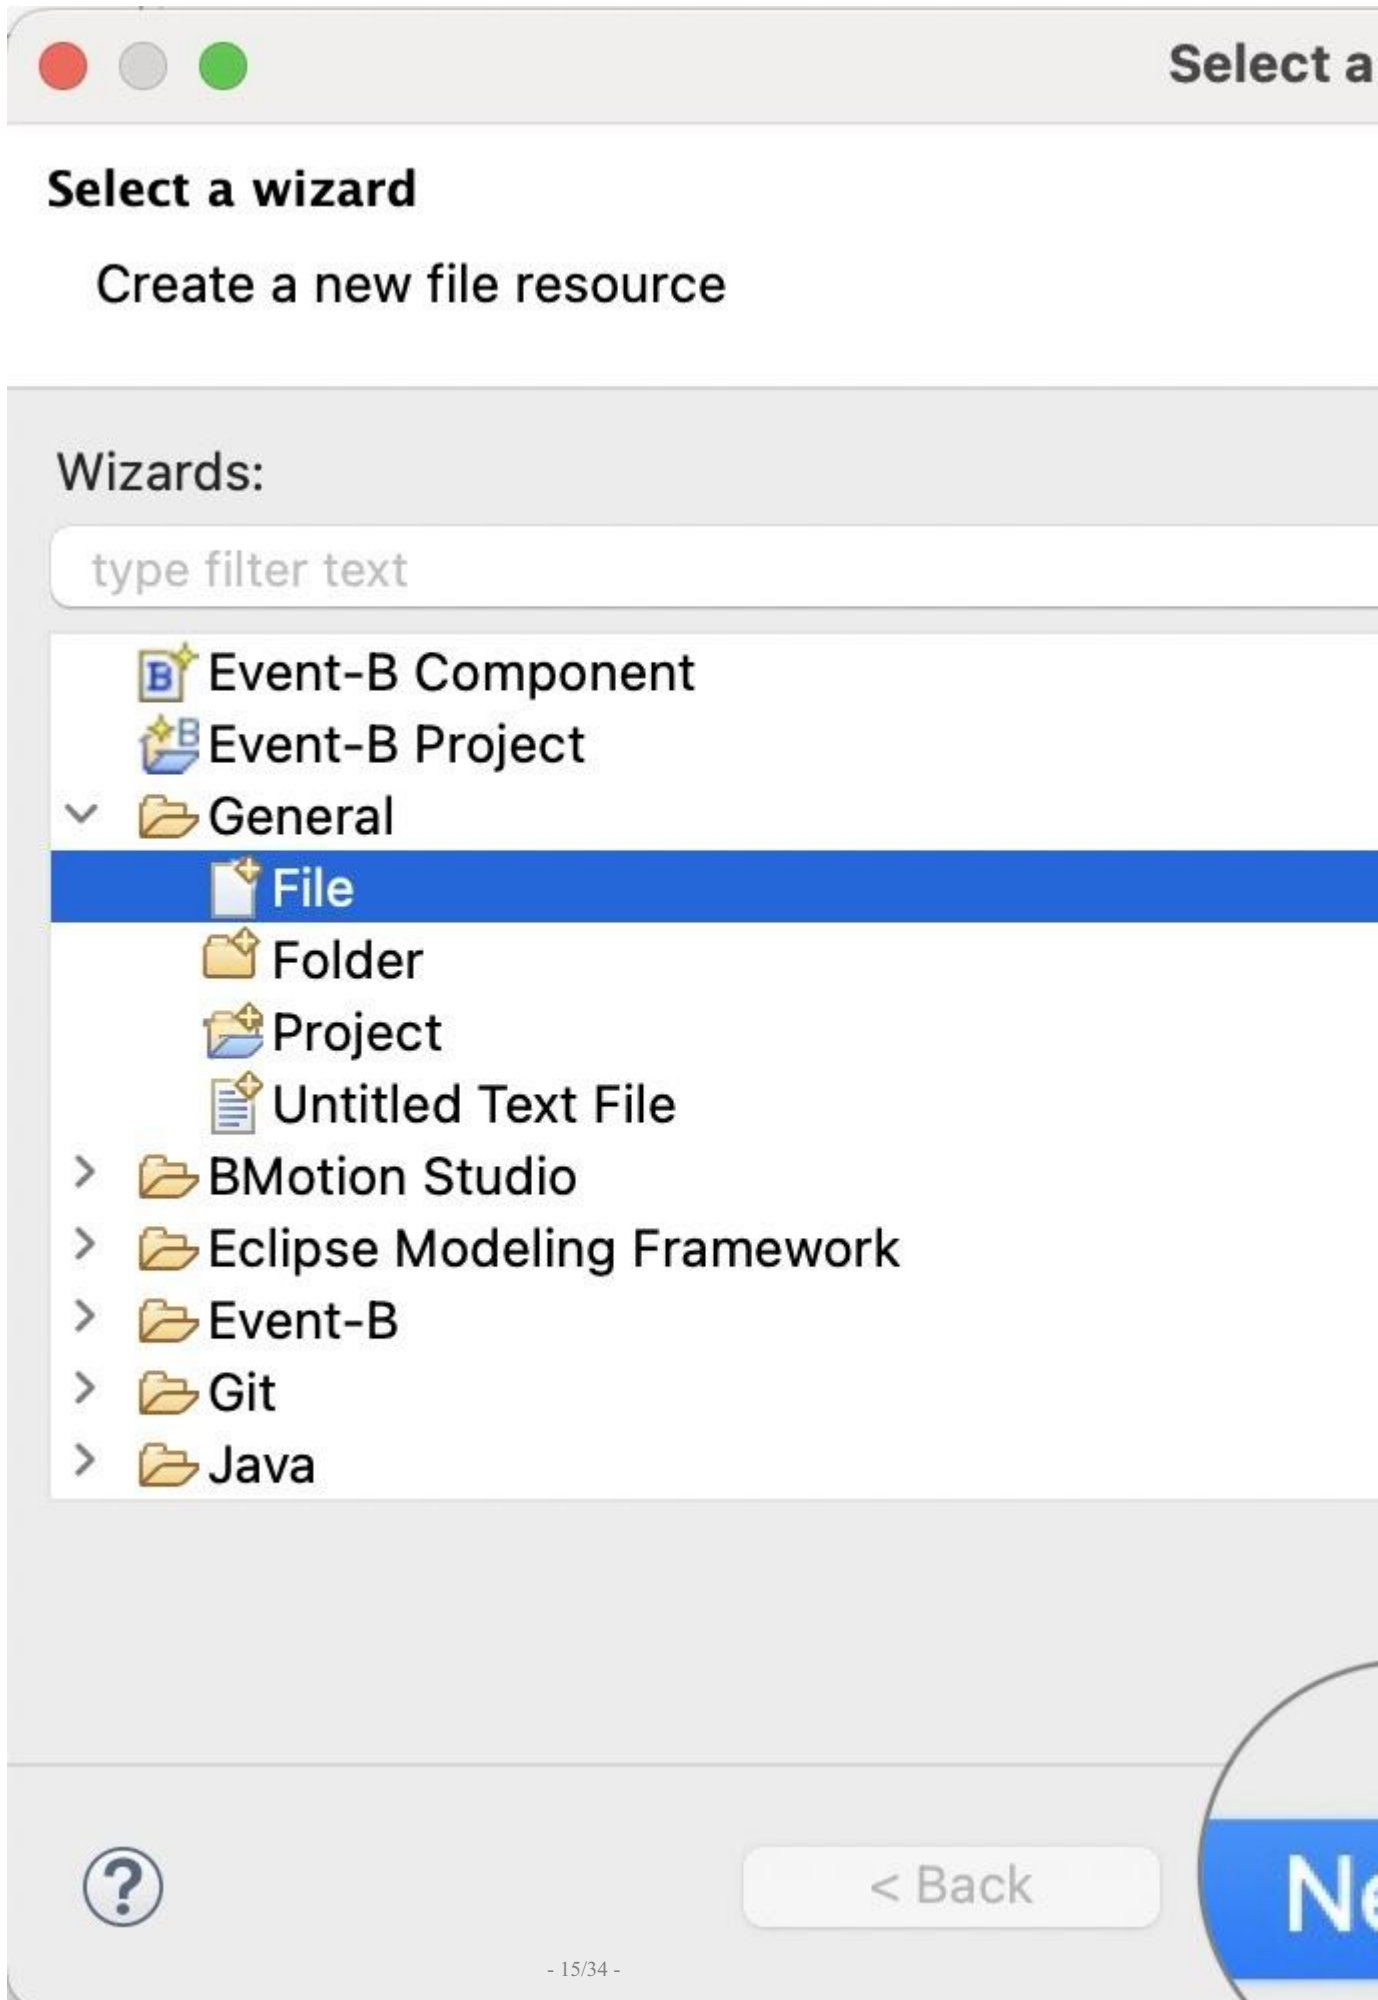 Select a
Select a wizard
Create a new file resource
Wizards:
type filter text
Event-B Component
Event-B Project
General
File
Folder
Project
Untitled Text File
BMotion Studio
Eclipse Modeling Framework
Event-B
Git
Java
? < Back Ne
- 15/34 -